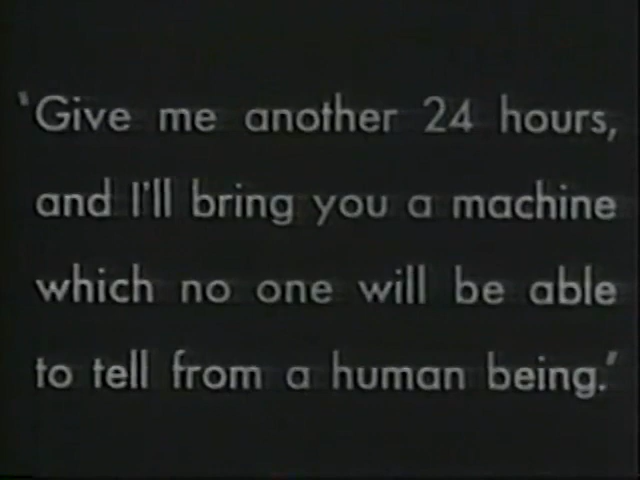 'Give me another 24 hours,
and I'll bring you a machine
which no one will be able
to tell from a human being.'